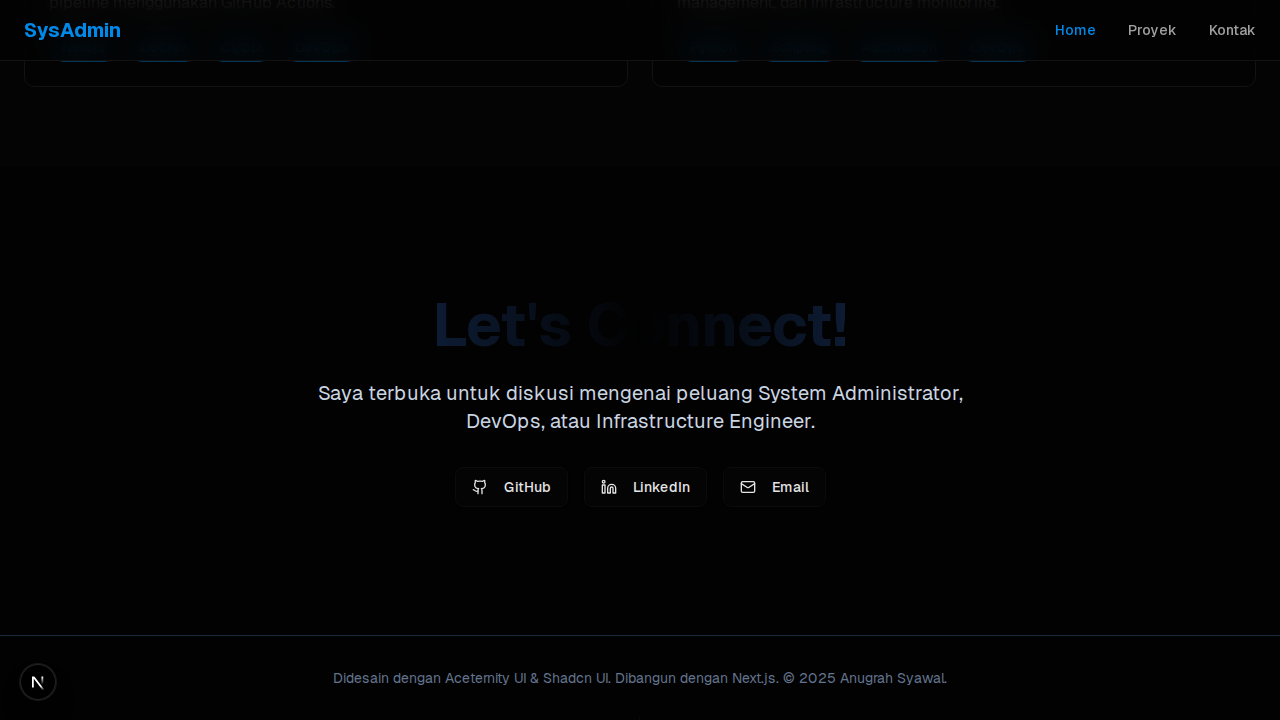 pipeline menggunakan GitHub Actions.
management, dan infrastructure monitoring.
SysAdmin
Home
Proyek
Kontak
Let's Connect!
Saya terbuka untuk diskusi mengenai peluang System Administrator,
DevOps, atau Infrastructure Engineer.
GitHub
LinkedIn
Email
Didesain dengan Aceternity UI & Shadcn UI. Dibangun dengan Next.js. © 2025 Anugrah Syawal.